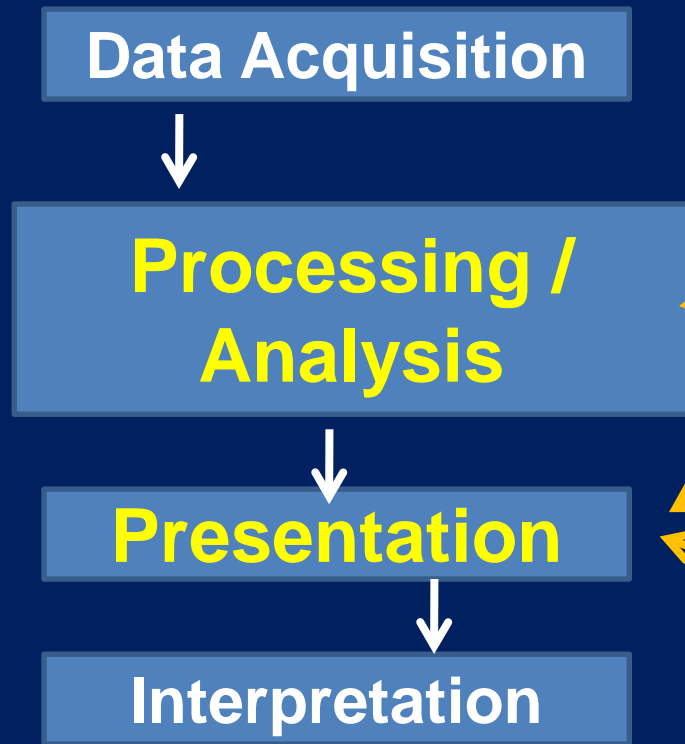 Data Acquisition
Processing /
Analysis
Presentation
Interpretation